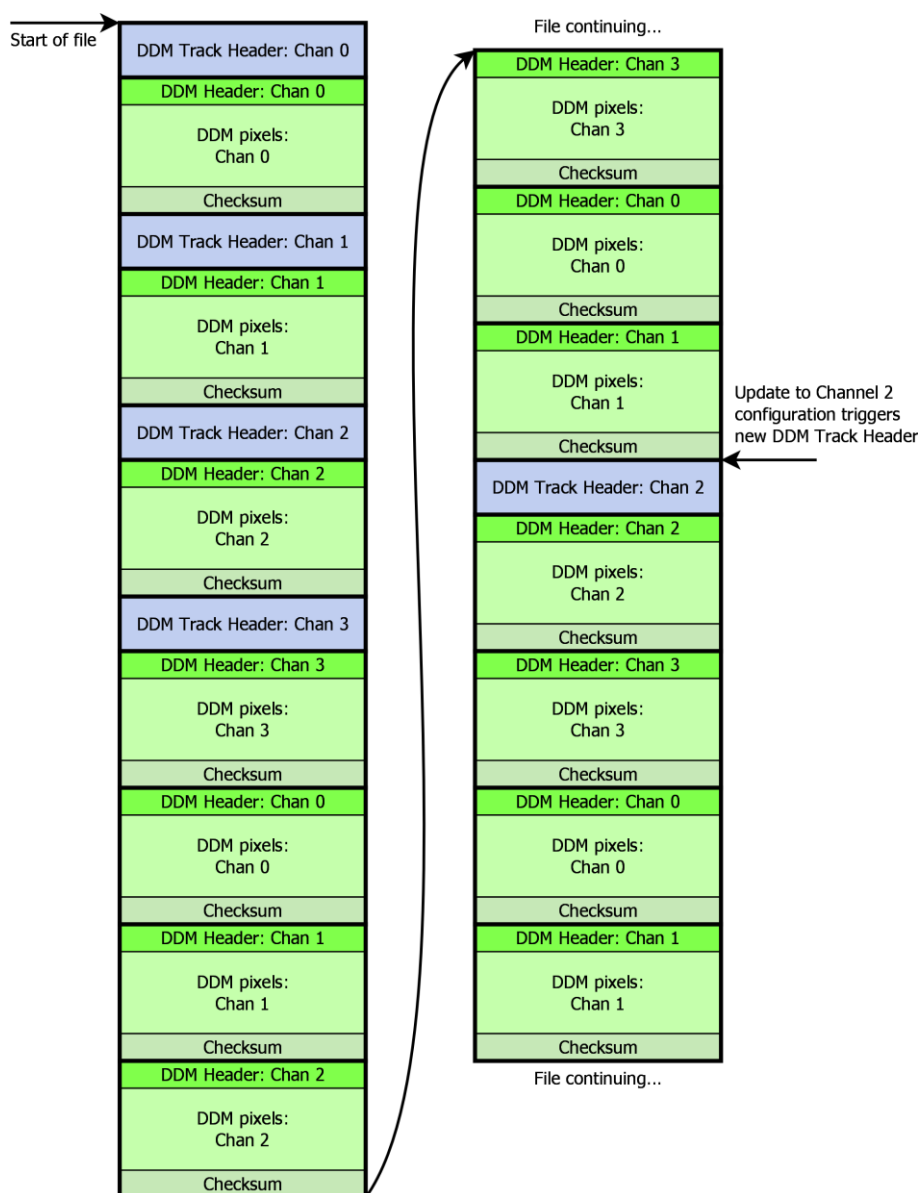 Start of file
DDM Track Header: Chan 0
DDM Header: Chan 0
DDM pixels:
Chan 0
Checksum
DDM Track Header: Chan 1
DDM Header: Chan 1
DDM pixels:
Chan 1
Checksum
DDM Track Header: Chan 2
DDM Header: Chan 2
DDM pixels:
Chan 2
Checksum
DDM Track Header: Chan 3
DDM Header: Chan 3
DDM pixels:
Chan 3
Checksum
DDM Header: Chan 0
DDM pixels:
Chan 0
Checksum
DDM Header: Chan 1
DDM pixels:
Chan 1
Checksum
DDM Header: Chan 2
DDM pixels:
Chan 2
Checksum
File continuing...
DDM Header: Chan 3
DDM pixels:
Chan 3
Checksum
DDM Header: Chan 0
DDM pixels:
Chan 0
Checksum
DDM Header: Chan 1
DDM pixels:
Chan 1
Checksum
Update to Channel 2
configuration triggers
new DDM Track Header
DDM Track Header: Chan 2
DDM Header: Chan 2
DDM pixels:
Chan 2
Checksum
DDM Header: Chan 3
DDM pixels:
Chan 3
Checksum
DDM Header: Chan 0
DDM pixels:
Chan 0
Checksum
DDM Header: Chan 1
DDM pixels:
Chan 1
Checksum
File continuing...